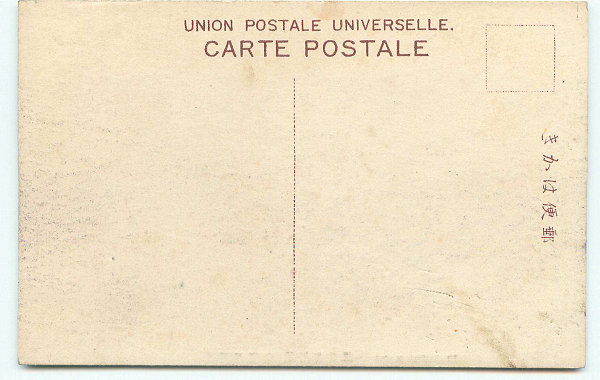 UNION POSTALE UNIVERSELLE.
CARTE POSTALE
郵便はかき